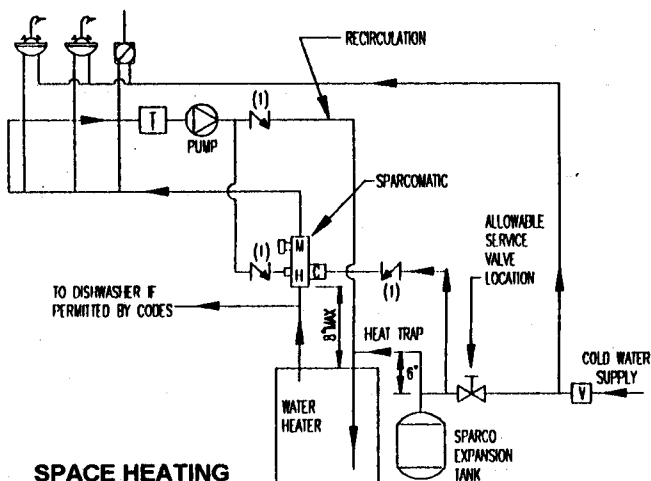 RECIRCULATION
(1)
T
PUMP
SPARCOMATIC
M
ALLOWABLE
SERVICE
VALVE
LOCATION
(1)
H
C
(1)
TO DISHWASHER IF
PERMITTED BY CODES
8"MAX
HEAT TRAP
6"
COLD WATER
SUPPLY
V
WATER
HEATER
SPARCO
EXPANSION
TANK
SPACE HEATING